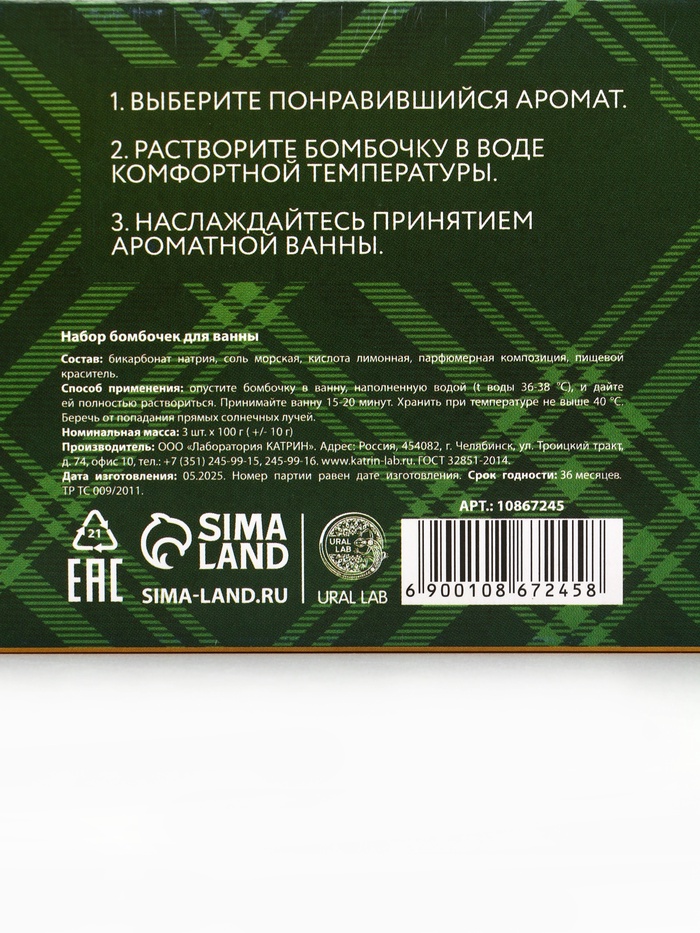 1. ВЫБЕРИТЕ ПОНРАВИВШИЙСЯ АРОМАТ.
2. РАСТВОРИТЕ БОМБОЧКУ В ВОДЕ
КОМФОРТНОЙ ТЕМПЕРАТУРЫ.
3. НАСЛАЖДАЙТЕСЬ ПРИНЯТИЕМ
АРОМАТНОЙ ВАННЫ.
Набор бомбочек для ванны
Состав: бикарбонат натрия, соль морская, кислота лимонная, парфюмерная композиция, пищевой
краситель.
Способ применения: опустите бомбочку в ванну, наполненную водой (t воды 36-38 °С), и дайте
ей полностью раствориться. Принимайте ванну 15-20 минут. Хранить при температуре не выше 40 °С.
Беречь от попадания прямых солнечных лучей.
Номинальная масса: 3 шт. х 100 г ( +/- 10 г)
Производитель: ООО «Лаборатория КАТРИН». Адрес: Россия, 454082, г. Челябинск, ул. Троицкий тракт,
д. 74, офис 10, тел.: +7 (351) 245-99-15, 245-99-16. www.katrin-lab.ru. ГОСТ 32851-2014.
Дата изготовления: 05.2025. Номер партии равен дате изготовления. Срок годности: 36 месяцев.
ТР ТС 009/2011.
АРТ.: 10867245
21
EAC
SIMA
LAND
SIMA-LAND.RU
URAL
LAB
URAL LAB
6 900108 672458